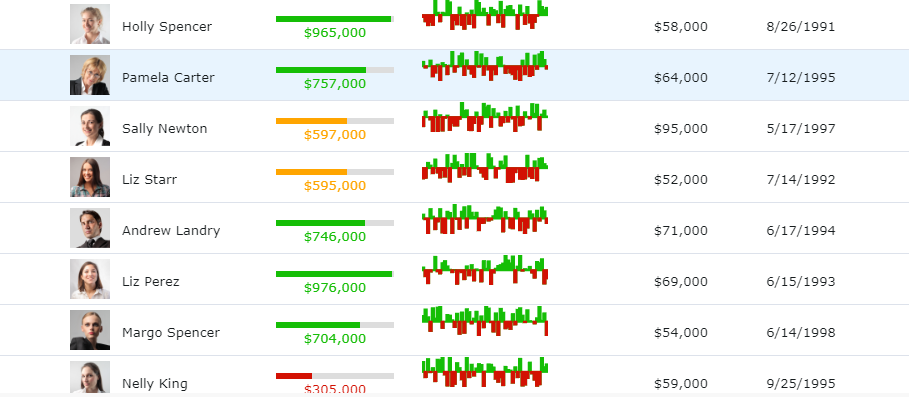 Holly Spencer $965,000 $58,000 8/26/1991
Pamela Carter $757,000 $64,000 7/12/1995
Sally Newton $597,000 $95,000 5/17/1997
Liz Starr $595,000 $52,000 7/14/1992
Andrew Landry $746,000 $71,000 6/17/1994
Liz Perez $976,000 $69,000 6/15/1993
Margo Spencer $704,000 $54,000 6/14/1998
Nelly King $305,000 $59,000 9/25/1995